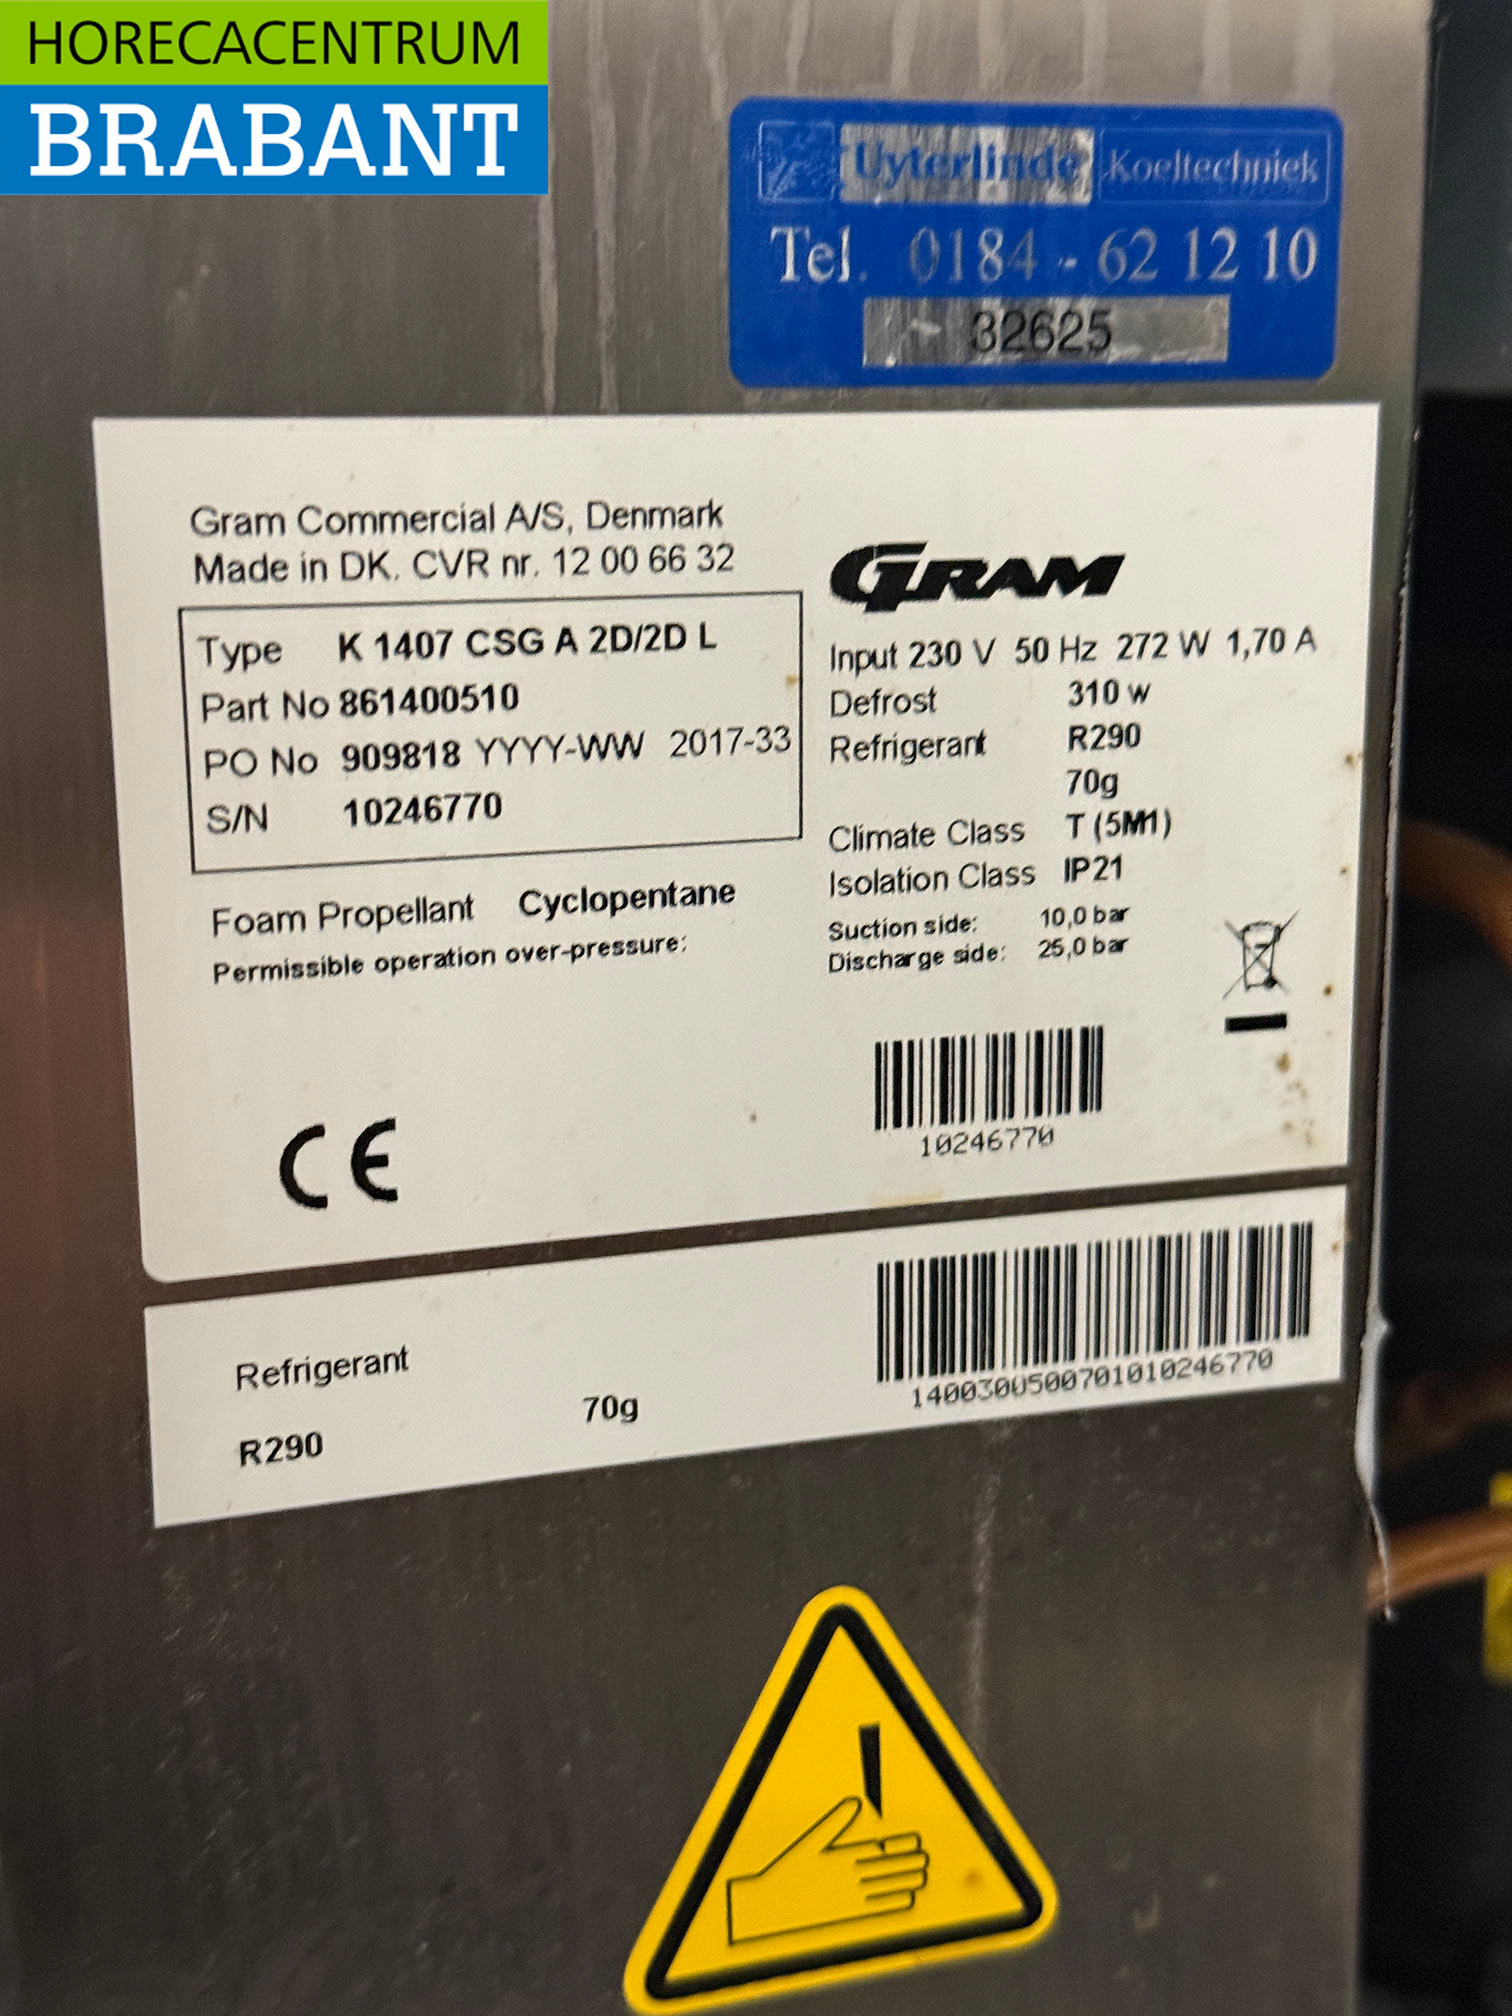 HORECACENTRUM
BRABANT
Uyterlinde Koeltechniek
Tel. 0184 - 62 12 10
32625
Gram Commercial A/S, Denmark
Made in DK. CVR nr. 12 00 66 32
GRAM
Type K 1407 CSG A 2D/2D L
Part No 861400510
PO No 909818 YYYY-WW 2017-33
S/N 10246770
Input 230 V 50 Hz 272 W 1,70 A
Defrost 310 w
Refrigerant R290
70g
Climate Class T (5M1)
Isolation Class IP21
Foam Propellant Cyclopentane
Permissible operation over-pressure:
Suction side: 10,0 bar
Discharge side: 25,0 bar
10246770
CE
Refrigerant
R290 70g
1400300500701010246770